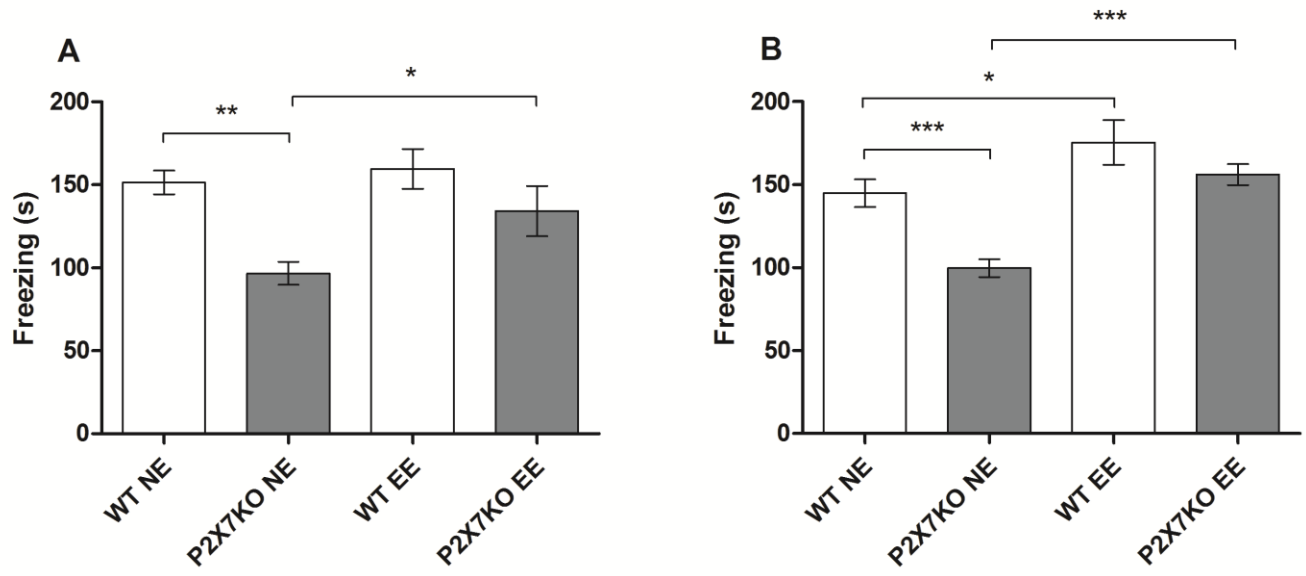 A
**
*
Freezing (s)
200
150
100
50
0
WT NE
P2X7KO NE
WT EE
P2X7KO EE
B
***
*
***
Freezing (s)
200
150
100
50
0
WT NE
P2X7KO NE
WT EE
P2X7KO EE